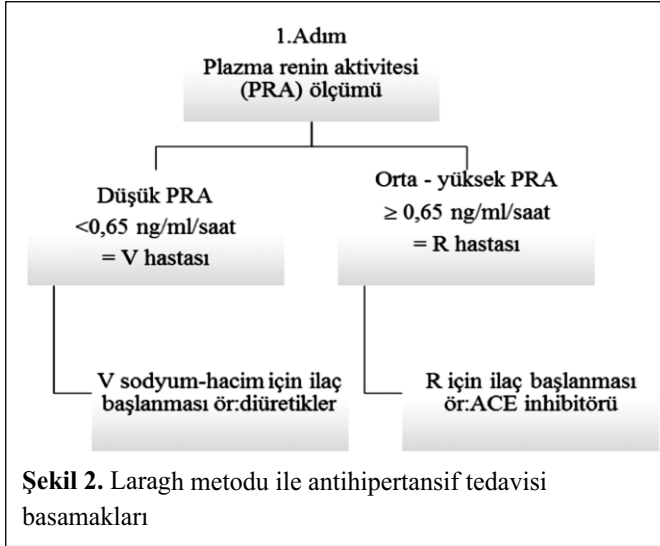 1.Adım
Plazma renin aktivitesi
(PRA) ölçümü
Düşük PRA
<0,65 ng/ml/saat
= V hastası
Orta - yüksek PRA
≥ 0,65 ng/ml/saat
= R hastası
V sodyum-hacim için ilaç
başlanması ör:diüretikler
R için ilaç başlanması
ör:ACE inhibitörü
Şekil 2. Laragh metodu ile antihipertansif tedavisi
basamakları